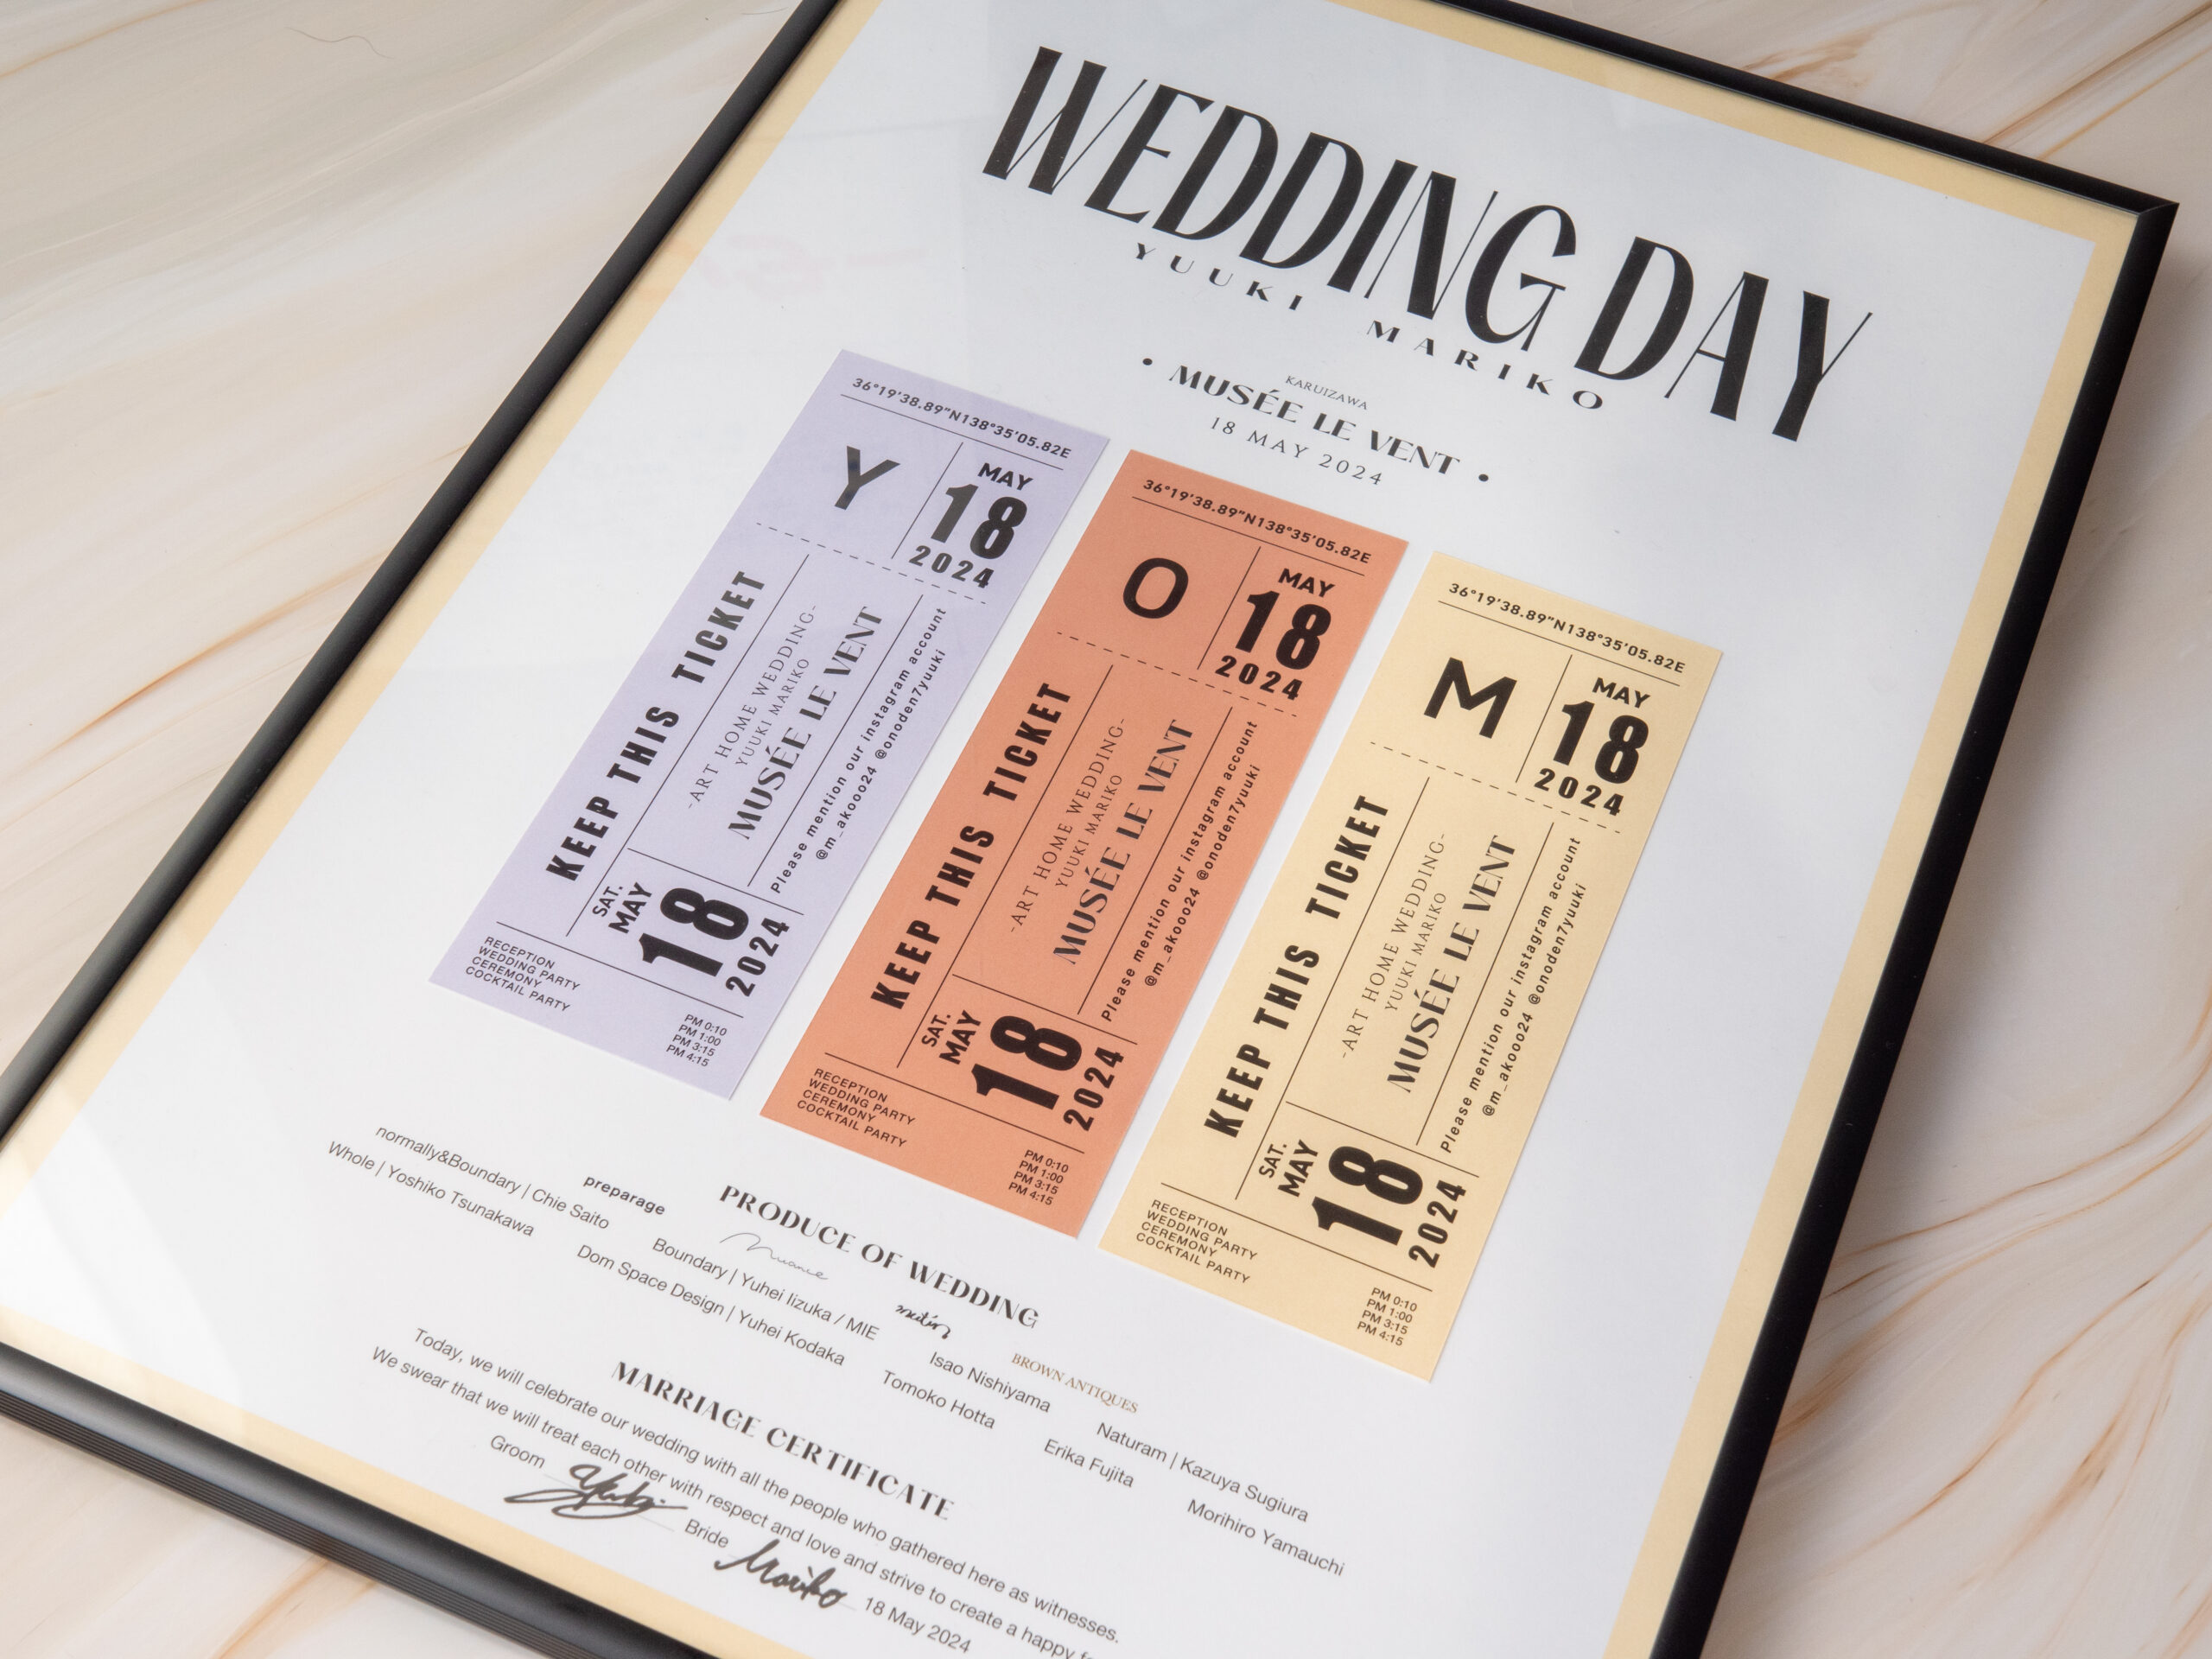 WEDDING DAY
YUUKI MARIKO
KARUIZAWA
• MUSÉE LE VENT •
18 MAY 2024
36°19'38.89"N138°35'05.82E
Y
MAY
18
2024
KEEP THIS TICKET
-ART HOME WEDDING-
YUUKI MARIKO
MUSÉE LE VENT
Please mention our instagram account
@m_akooo24 @onoden7yuuki
SAT.
MAY
18
2024
RECEPTION PM 0:10
WEDDING PARTY PM 1:00
CEREMONY PM 3:15
COCKTAIL PARTY PM 4:15
36°19'38.89"N138°35'05.82E
O
MAY
18
2024
KEEP THIS TICKET
-ART HOME WEDDING-
YUUKI MARIKO
MUSÉE LE VENT
Please mention our instagram account
@m_akooo24 @onoden7yuuki
SAT.
MAY
18
2024
RECEPTION PM 0:10
WEDDING PARTY PM 1:00
CEREMONY PM 3:15
COCKTAIL PARTY PM 4:15
36°19'38.89"N138°35'05.82E
M
MAY
18
2024
KEEP THIS TICKET
-ART HOME WEDDING-
YUUKI MARIKO
MUSÉE LE VENT
Please mention our instagram account
@m_akooo24 @onoden7yuuki
SAT.
MAY
18
2024
RECEPTION PM 0:10
WEDDING PARTY PM 1:00
CEREMONY PM 3:15
COCKTAIL PARTY PM 4:15
PRODUCE OF WEDDING
preparage Nuance BROWN ANTIQUES
normally&Boundary | Chie Saito Boundary | Yuhei Iizuka / MIE Isao Nishiyama Naturam | Kazuya Sugiura
Whole | Yoshiko Tsunakawa Dom Space Design | Yuhei Kodaka Tomoko Hotta Erika Fujita Morihiro Yamauchi
MARRIAGE CERTIFICATE
Today, we will celebrate our wedding with all the people who gathered here as witnesses.
We swear that we will treat each other with respect and love and strive to create a happy
Groom Bride Mariko 18 May 2024